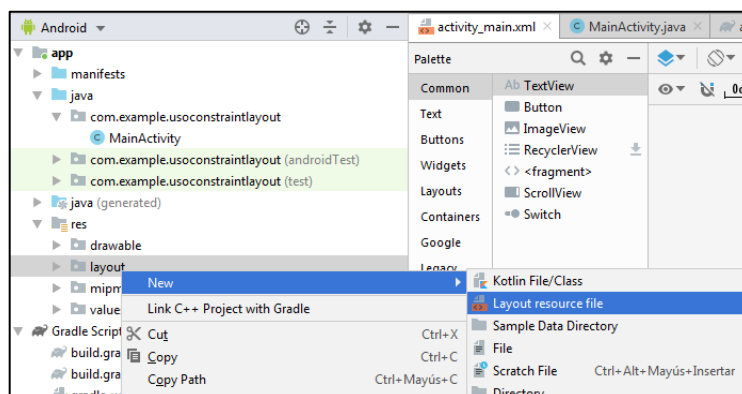 Android
activity_main.xml
MainActivity.java
app
manifests
java
com.example.usoconstraintlayout
MainActivity
com.example.usoconstraintlayout (androidTest)
com.example.usoconstraintlayout (test)
java (generated)
res
drawable
layout
Gradle
Palette
Common
Text
Buttons
Widgets
Layouts
Containers
Google
Legacy
Ab TextView
Button
ImageView
RecyclerView
<fragment>
ScrollView
Switch
New
Link C++ Project with Gradle
Cut Ctrl+X
Copy Ctrl+C
Copy Path Ctrl+Mayús+C
Kotlin File/Class
Layout resource file
Sample Data Directory
File
Scratch File Ctrl+Alt+Mayús+Insertar
Directory